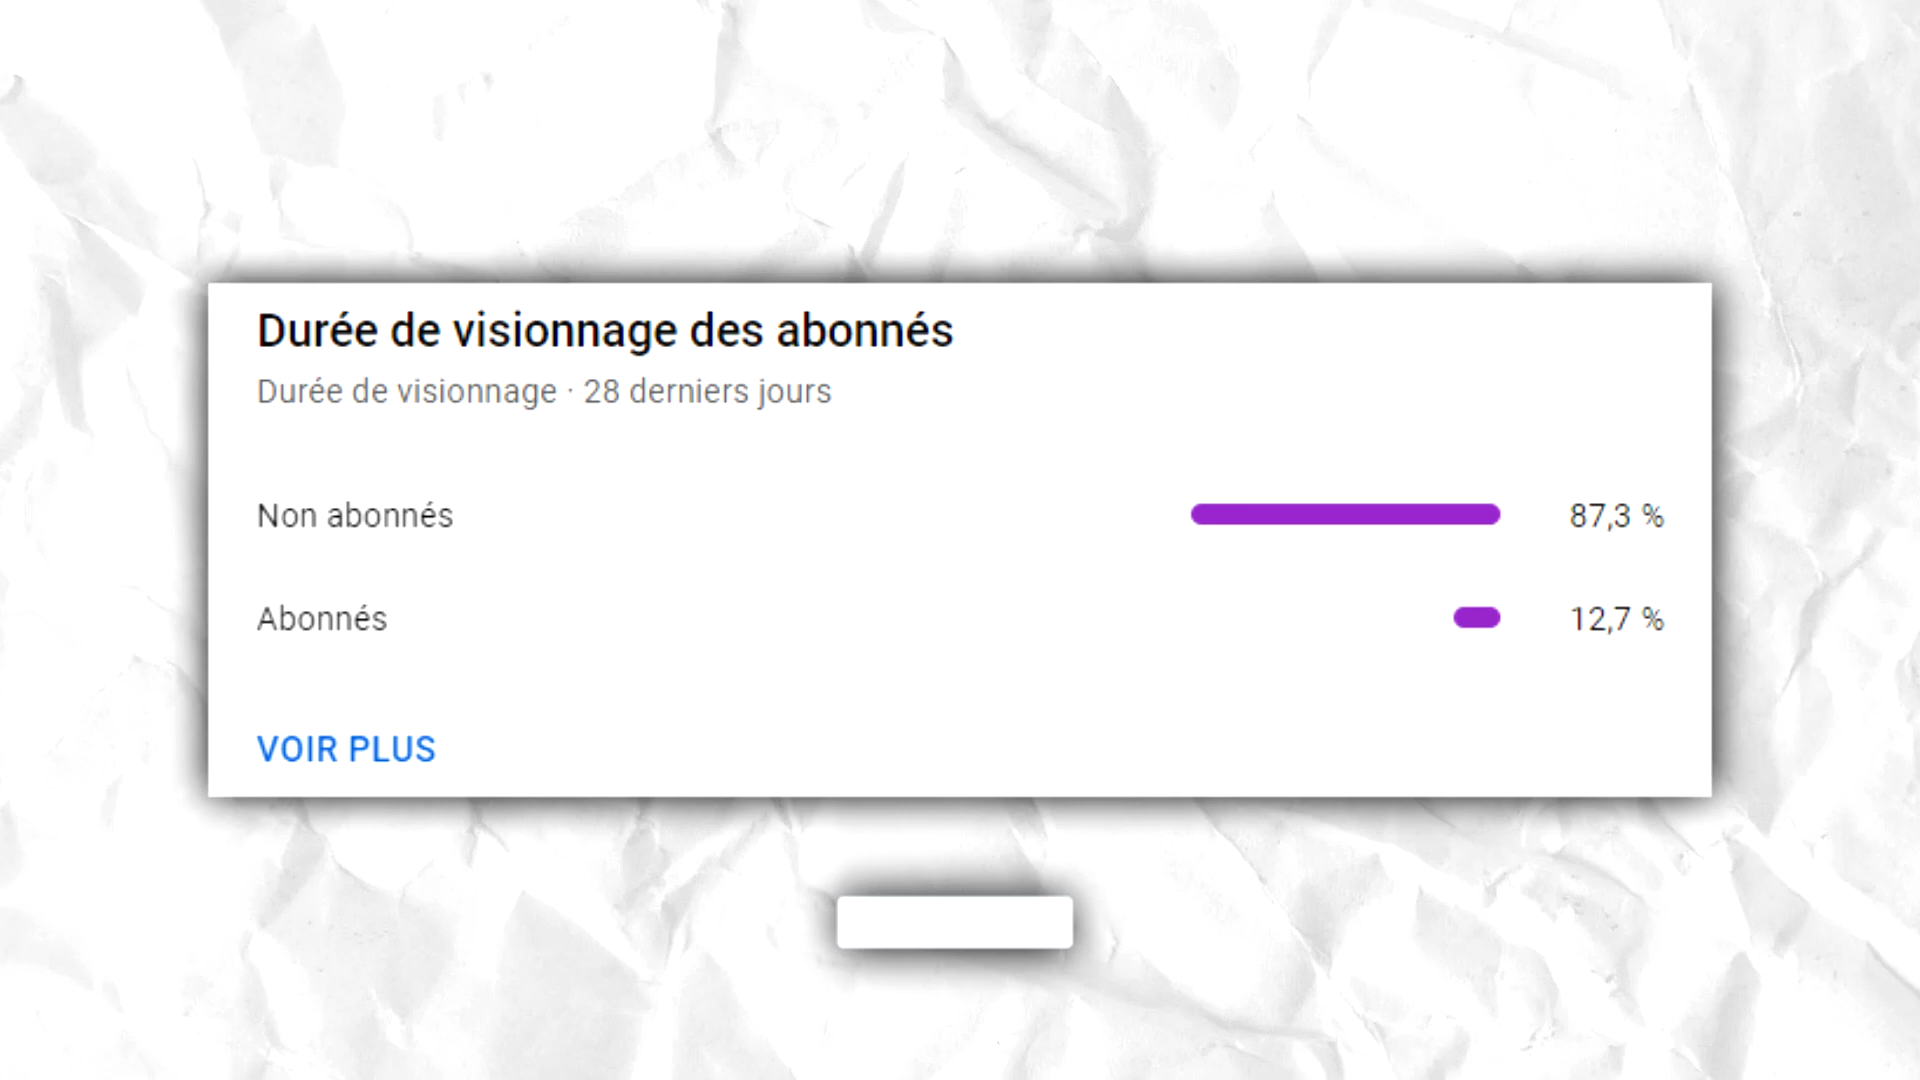 Durée de visionnage des abonnés
Durée de visionnage · 28 derniers jours
Non abonnés 87,3 %
Abonnés 12,7 %
VOIR PLUS